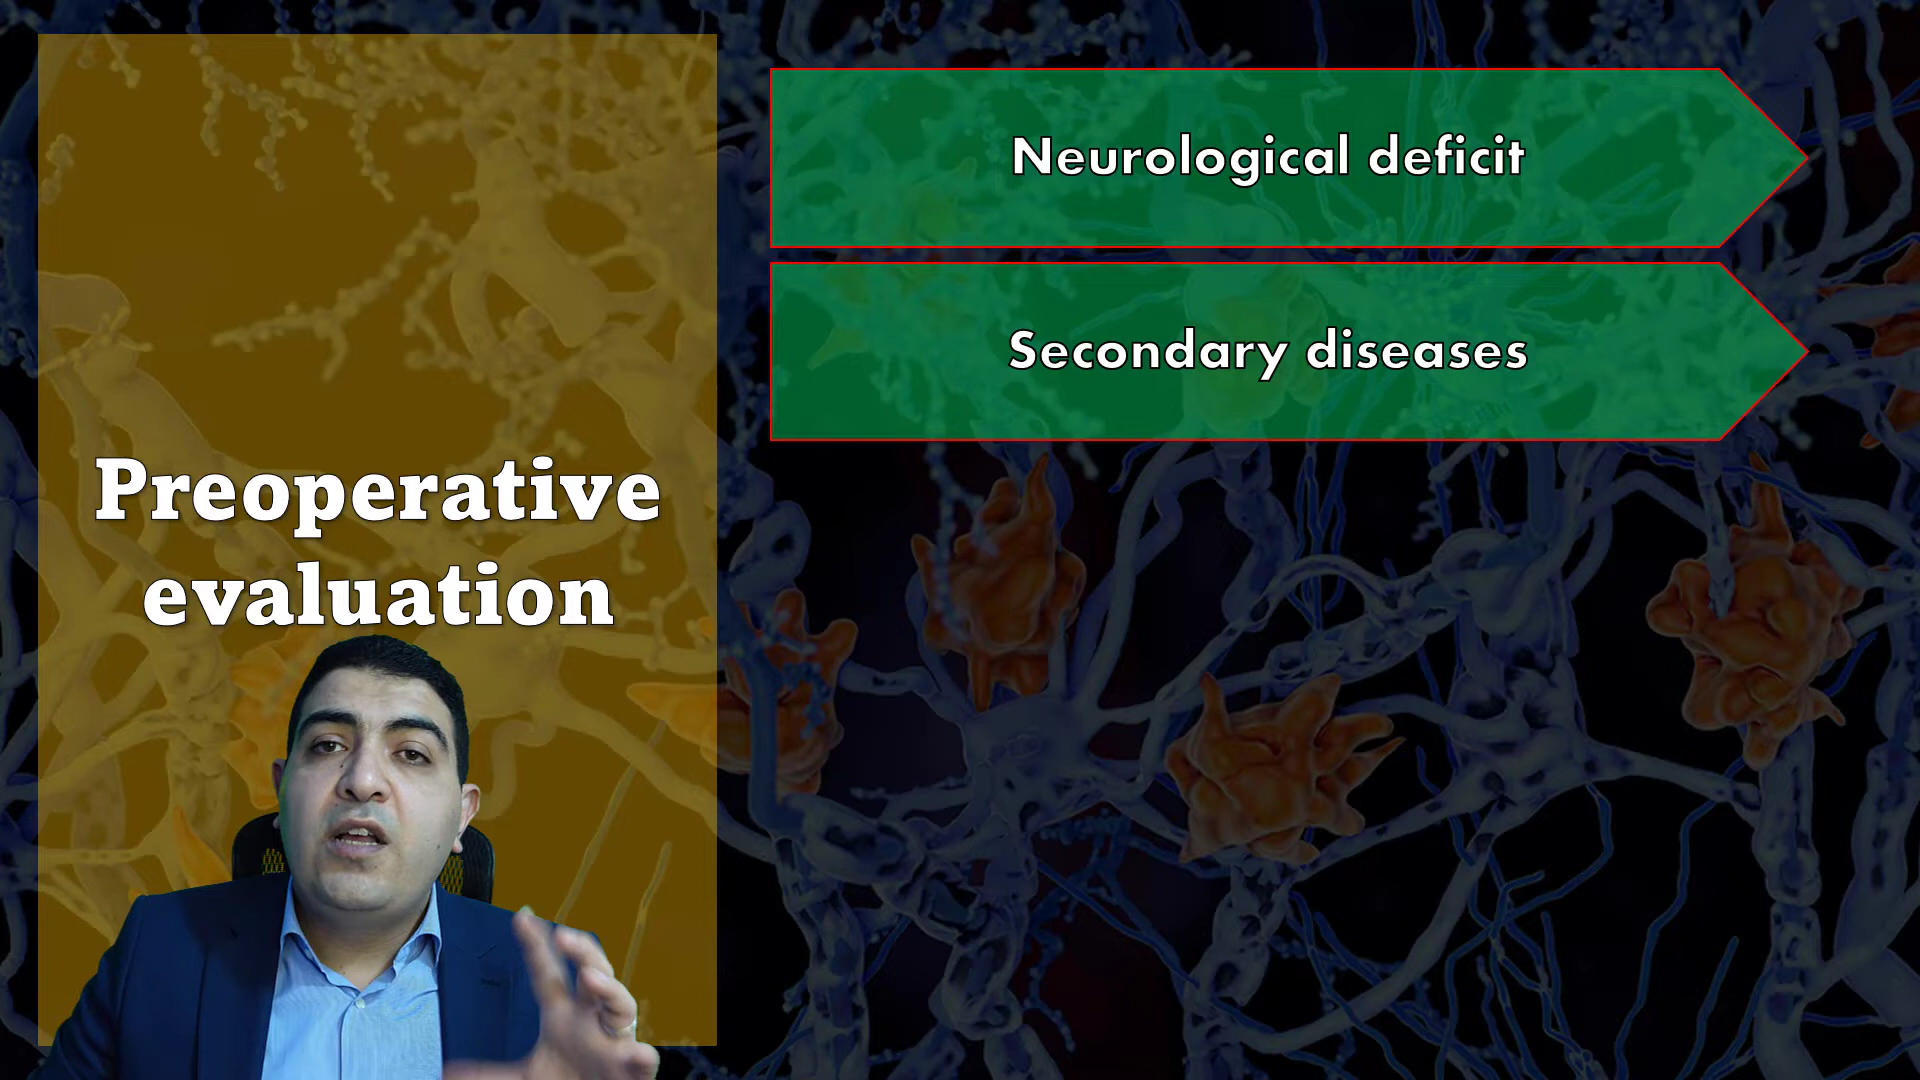 Preoperative
evaluation
Neurological deficit
Secondary diseases